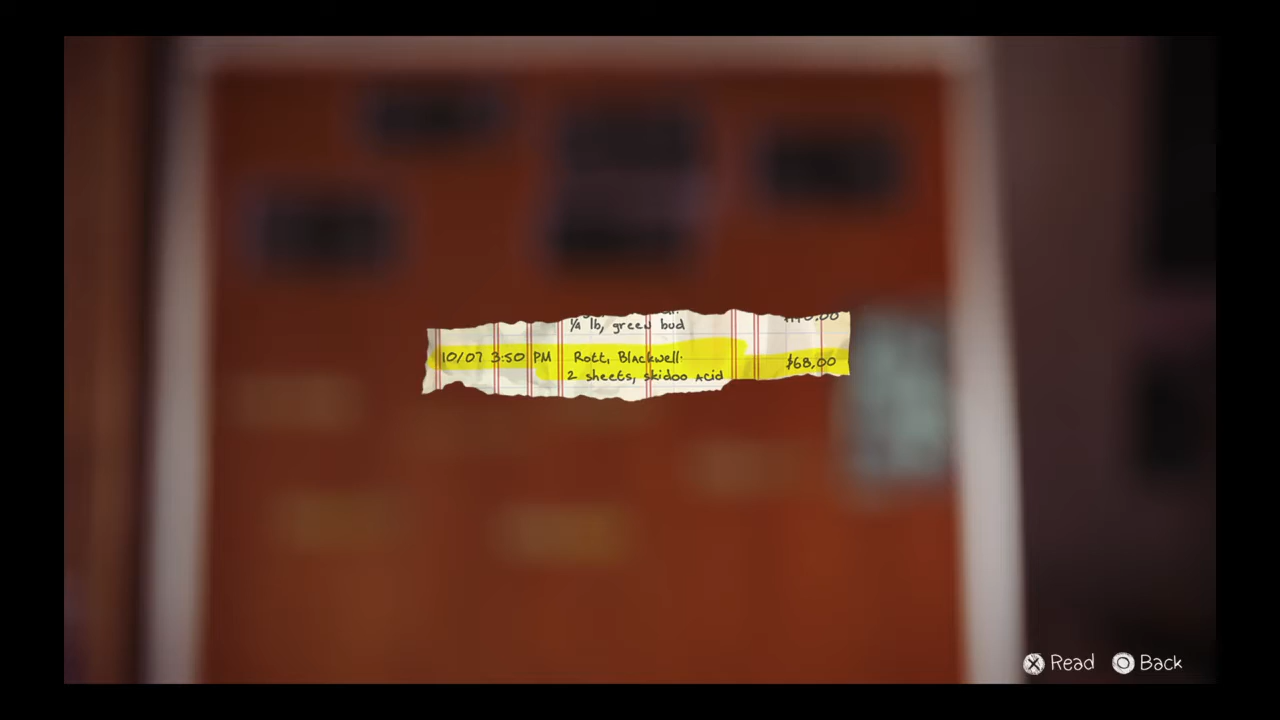 ¼ lb, green bud
10/07 3:50 PM Rott, Blackwell: $68,00
2 sheets, skidoo Acid
Read Back